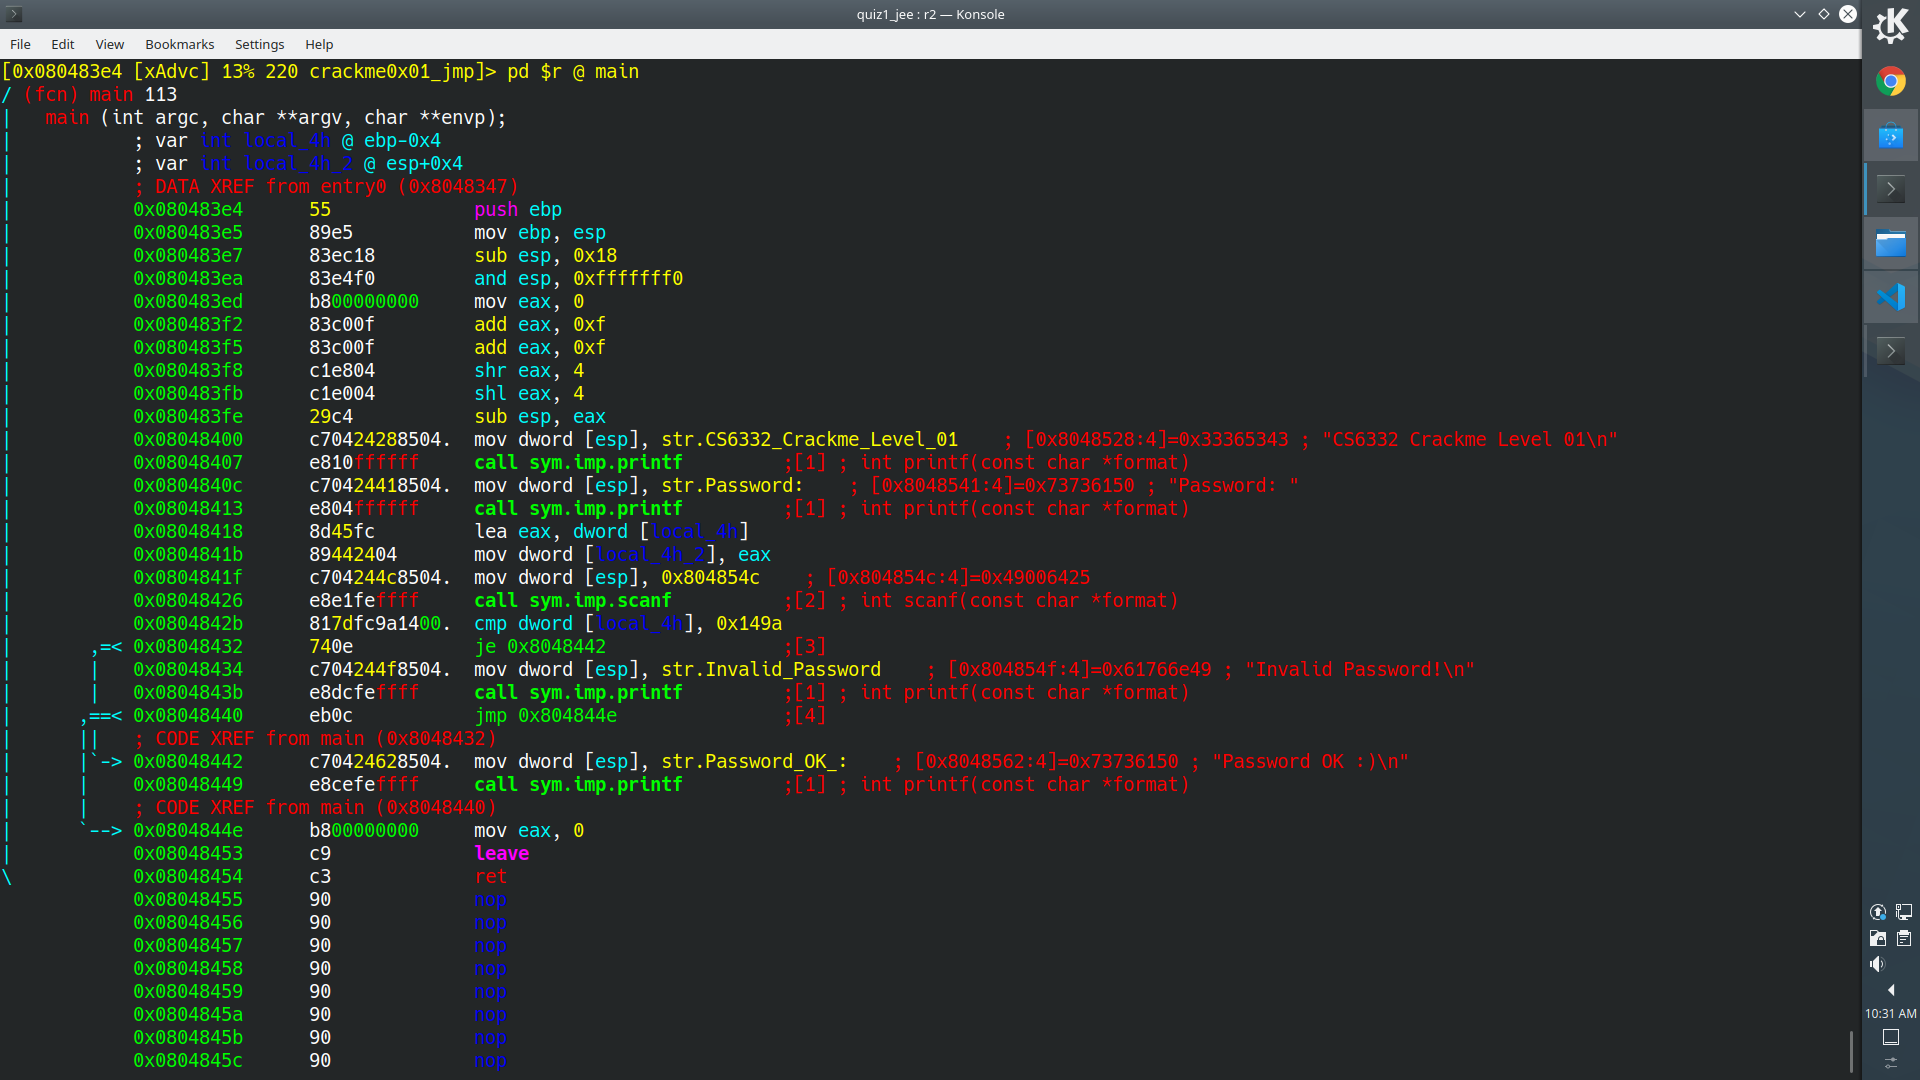 quiz1_jee : r2 — Konsole
File Edit View Bookmarks Settings Help
[0x080483e4 [xAdvc] 13% 220 crackme0x01_jmp]> pd $r @ main
/ (fcn) main 113
|   main (int argc, char **argv, char **envp);
|           ; var int local_4h @ ebp-0x4
|           ; var int local_4h_2 @ esp+0x4
|           ; DATA XREF from entry0 (0x8048347)
|           0x080483e4      55             push ebp
|           0x080483e5      89e5           mov ebp, esp
|           0x080483e7      83ec18         sub esp, 0x18
|           0x080483ea      83e4f0         and esp, 0xfffffff0
|           0x080483ed      b800000000     mov eax, 0
|           0x080483f2      83c00f         add eax, 0xf
|           0x080483f5      83c00f         add eax, 0xf
|           0x080483f8      c1e804         shr eax, 4
|           0x080483fb      c1e004         shl eax, 4
|           0x080483fe      29c4           sub esp, eax
|           0x08048400      c70424288504.  mov dword [esp], str.CS6332_Crackme_Level_01    ; [0x8048528:4]=0x33365343 ; "CS6332 Crackme Level 01\n"
|           0x08048407      e810ffffff     call sym.imp.printf         ;[1] ; int printf(const char *format)
|           0x0804840c      c70424418504.  mov dword [esp], str.Password:    ; [0x8048541:4]=0x73736150 ; "Password: "
|           0x08048413      e804ffffff     call sym.imp.printf         ;[1] ; int printf(const char *format)
|           0x08048418      8d45fc         lea eax, dword [local_4h]
|           0x0804841b      89442404       mov dword [local_4h_2], eax
|           0x0804841f      c704244c8504.  mov dword [esp], 0x804854c    ; [0x804854c:4]=0x49006425
|           0x08048426      e8e1feffff     call sym.imp.scanf          ;[2] ; int scanf(const char *format)
|           0x0804842b      817dfc9a1400.  cmp dword [local_4h], 0x149a
|       ,=< 0x08048432      740e           je 0x8048442                ;[3]
|       |   0x08048434      c704244f8504.  mov dword [esp], str.Invalid_Password    ; [0x804854f:4]=0x61766e49 ; "Invalid Password!\n"
|       |   0x0804843b      e8dcfeffff     call sym.imp.printf         ;[1] ; int printf(const char *format)
|      ,==< 0x08048440      eb0c           jmp 0x804844e               ;[4]
|      ||   ; CODE XREF from main (0x8048432)
|      |`-> 0x08048442      c70424628504.  mov dword [esp], str.Password_OK_:    ; [0x8048562:4]=0x73736150 ; "Password OK :)\n"
|      |    0x08048449      e8cefeffff     call sym.imp.printf         ;[1] ; int printf(const char *format)
|      |    ; CODE XREF from main (0x8048440)
|      `--> 0x0804844e      b800000000     mov eax, 0
|           0x08048453      c9             leave
\           0x08048454      c3             ret
            0x08048455      90             nop
            0x08048456      90             nop
            0x08048457      90             nop
            0x08048458      90             nop
            0x08048459      90             nop
            0x0804845a      90             nop
            0x0804845b      90             nop
            0x0804845c      90             nop
10:31 AM